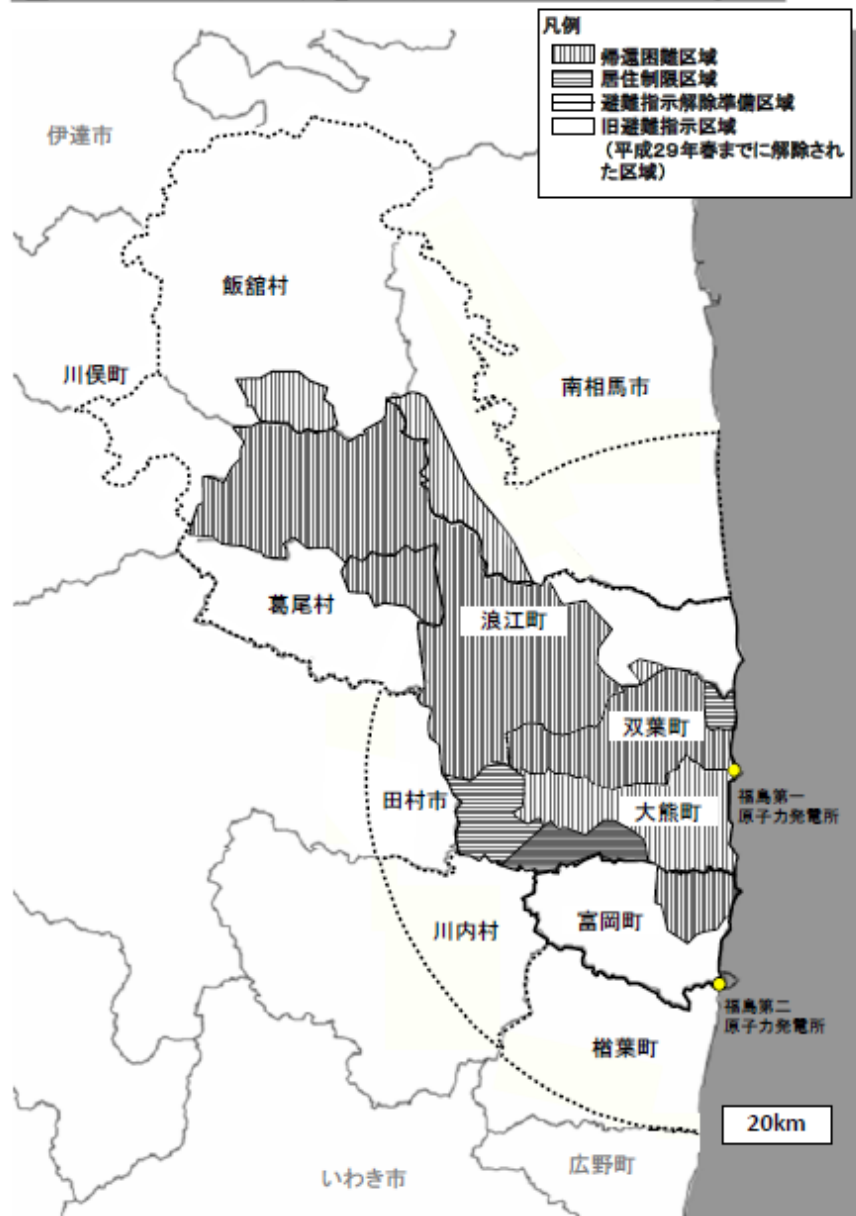 凡例
帰還困難区域
居住制限区域
避難指示解除準備区域
旧避難指示区域
（平成29年春までに解除され
た区域）
伊達市
飯舘村
川俣町
南相馬市
葛尾村
浪江町
双葉町
福島第一
原子力発電所
田村市
大熊町
川内村
富岡町
福島第二
原子力発電所
楢葉町
20km
広野町
いわき市